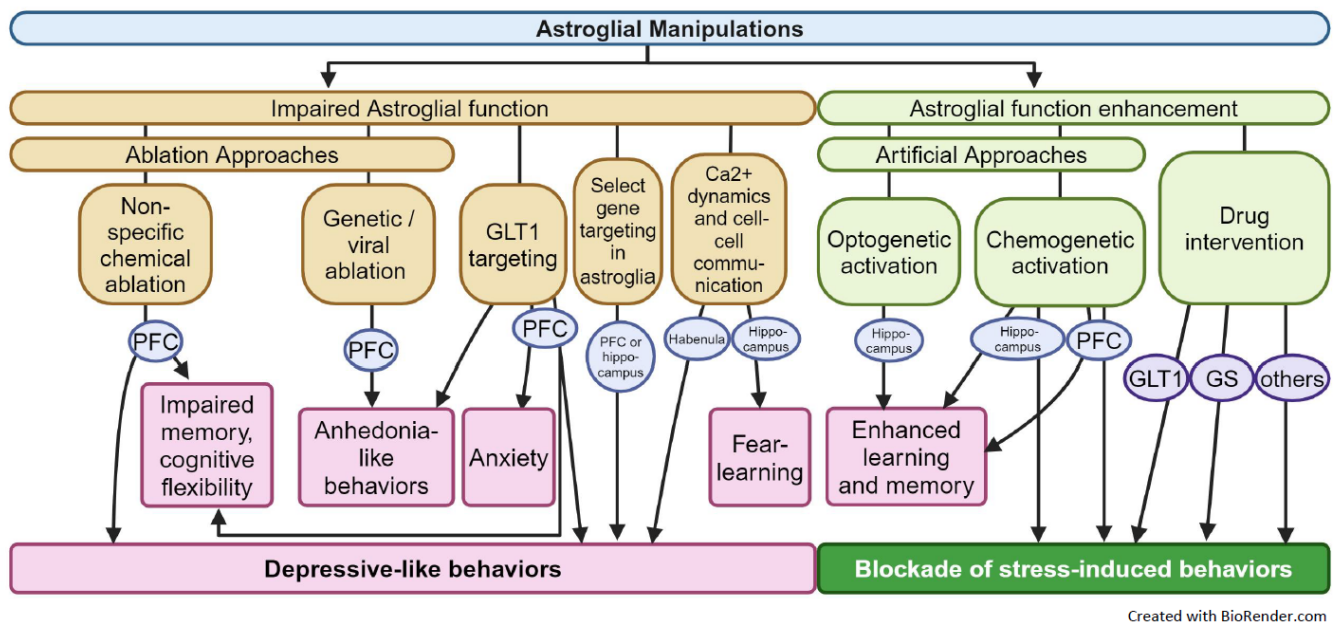 Astroglial Manipulations
Impaired Astroglial function
Astroglial function enhancement
Ablation Approaches
Artificial Approaches
Non-
specific
chemical
ablation
Genetic /
viral
ablation
GLT1
targeting
Select
gene
targeting
in
astroglia
Ca2+
dynamics
and cell-
cell
commu-
nication
Optogenetic
activation
Chemogenetic
activation
Drug
intervention
PFC
PFC
PFC
PFC or
hippo-
campus
Habenula
Hippo-
campus
Hippo-
campus
Hippo-
campus
PFC
GLT1
GS
others
Impaired
memory,
cognitive
flexibility
Anhedonia-
like
behaviors
Anxiety
Fear-
learning
Enhanced
learning
and memory
Depressive-like behaviors
Blockade of stress-induced behaviors
Created with BioRender.com